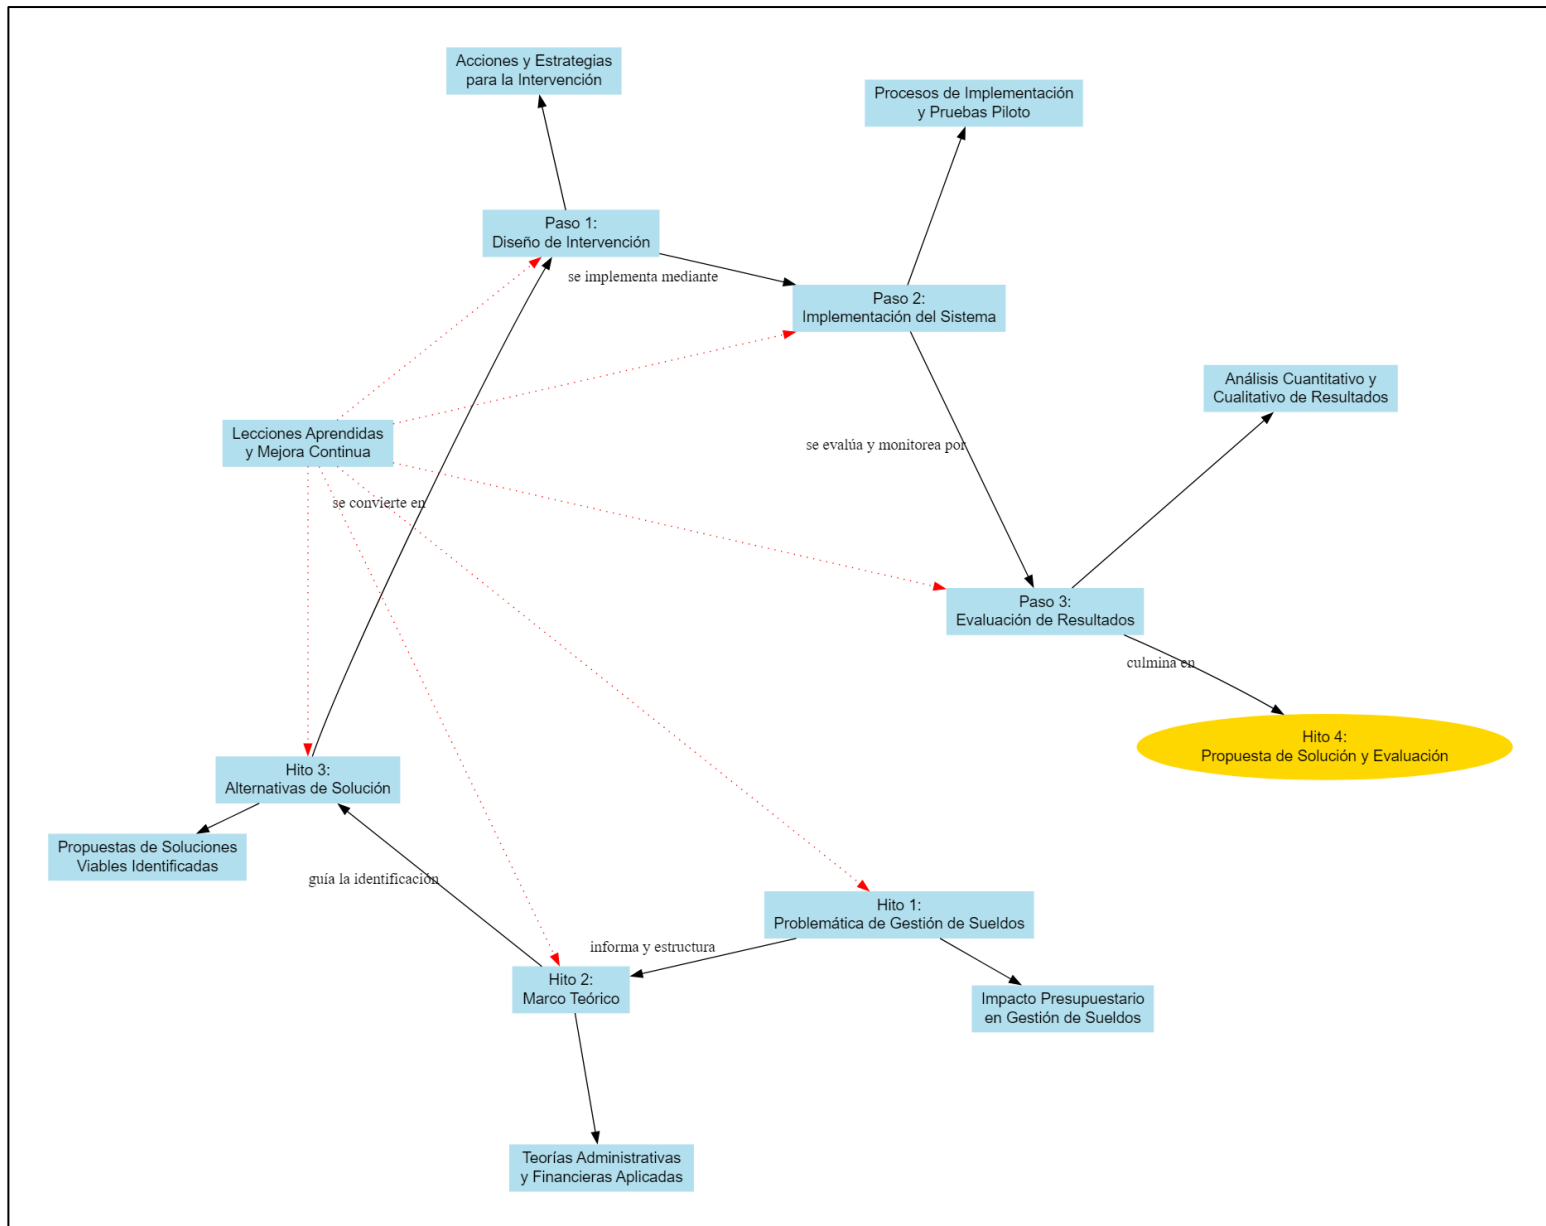 Acciones y Estrategias
para la Intervención
Procesos de Implementación
y Pruebas Piloto
Paso 1:
Diseño de Intervención
se implementa mediante
Paso 2:
Implementación del Sistema
Análisis Cuantitativo y
Cualitativo de Resultados
Lecciones Aprendidas
y Mejora Continua
se evalúa y monitorea por
se convierte en
Paso 3:
Evaluación de Resultados
culmina en
Hito 4:
Propuesta de Solución y Evaluación
Hito 3:
Alternativas de Solución
Propuestas de Soluciones
Viables Identificadas
guía la identificación
Hito 1:
Problemática de Gestión de Sueldos
informa y estructura
Hito 2:
Marco Teórico
Impacto Presupuestario
en Gestión de Sueldos
Teorías Administrativas
y Financieras Aplicadas